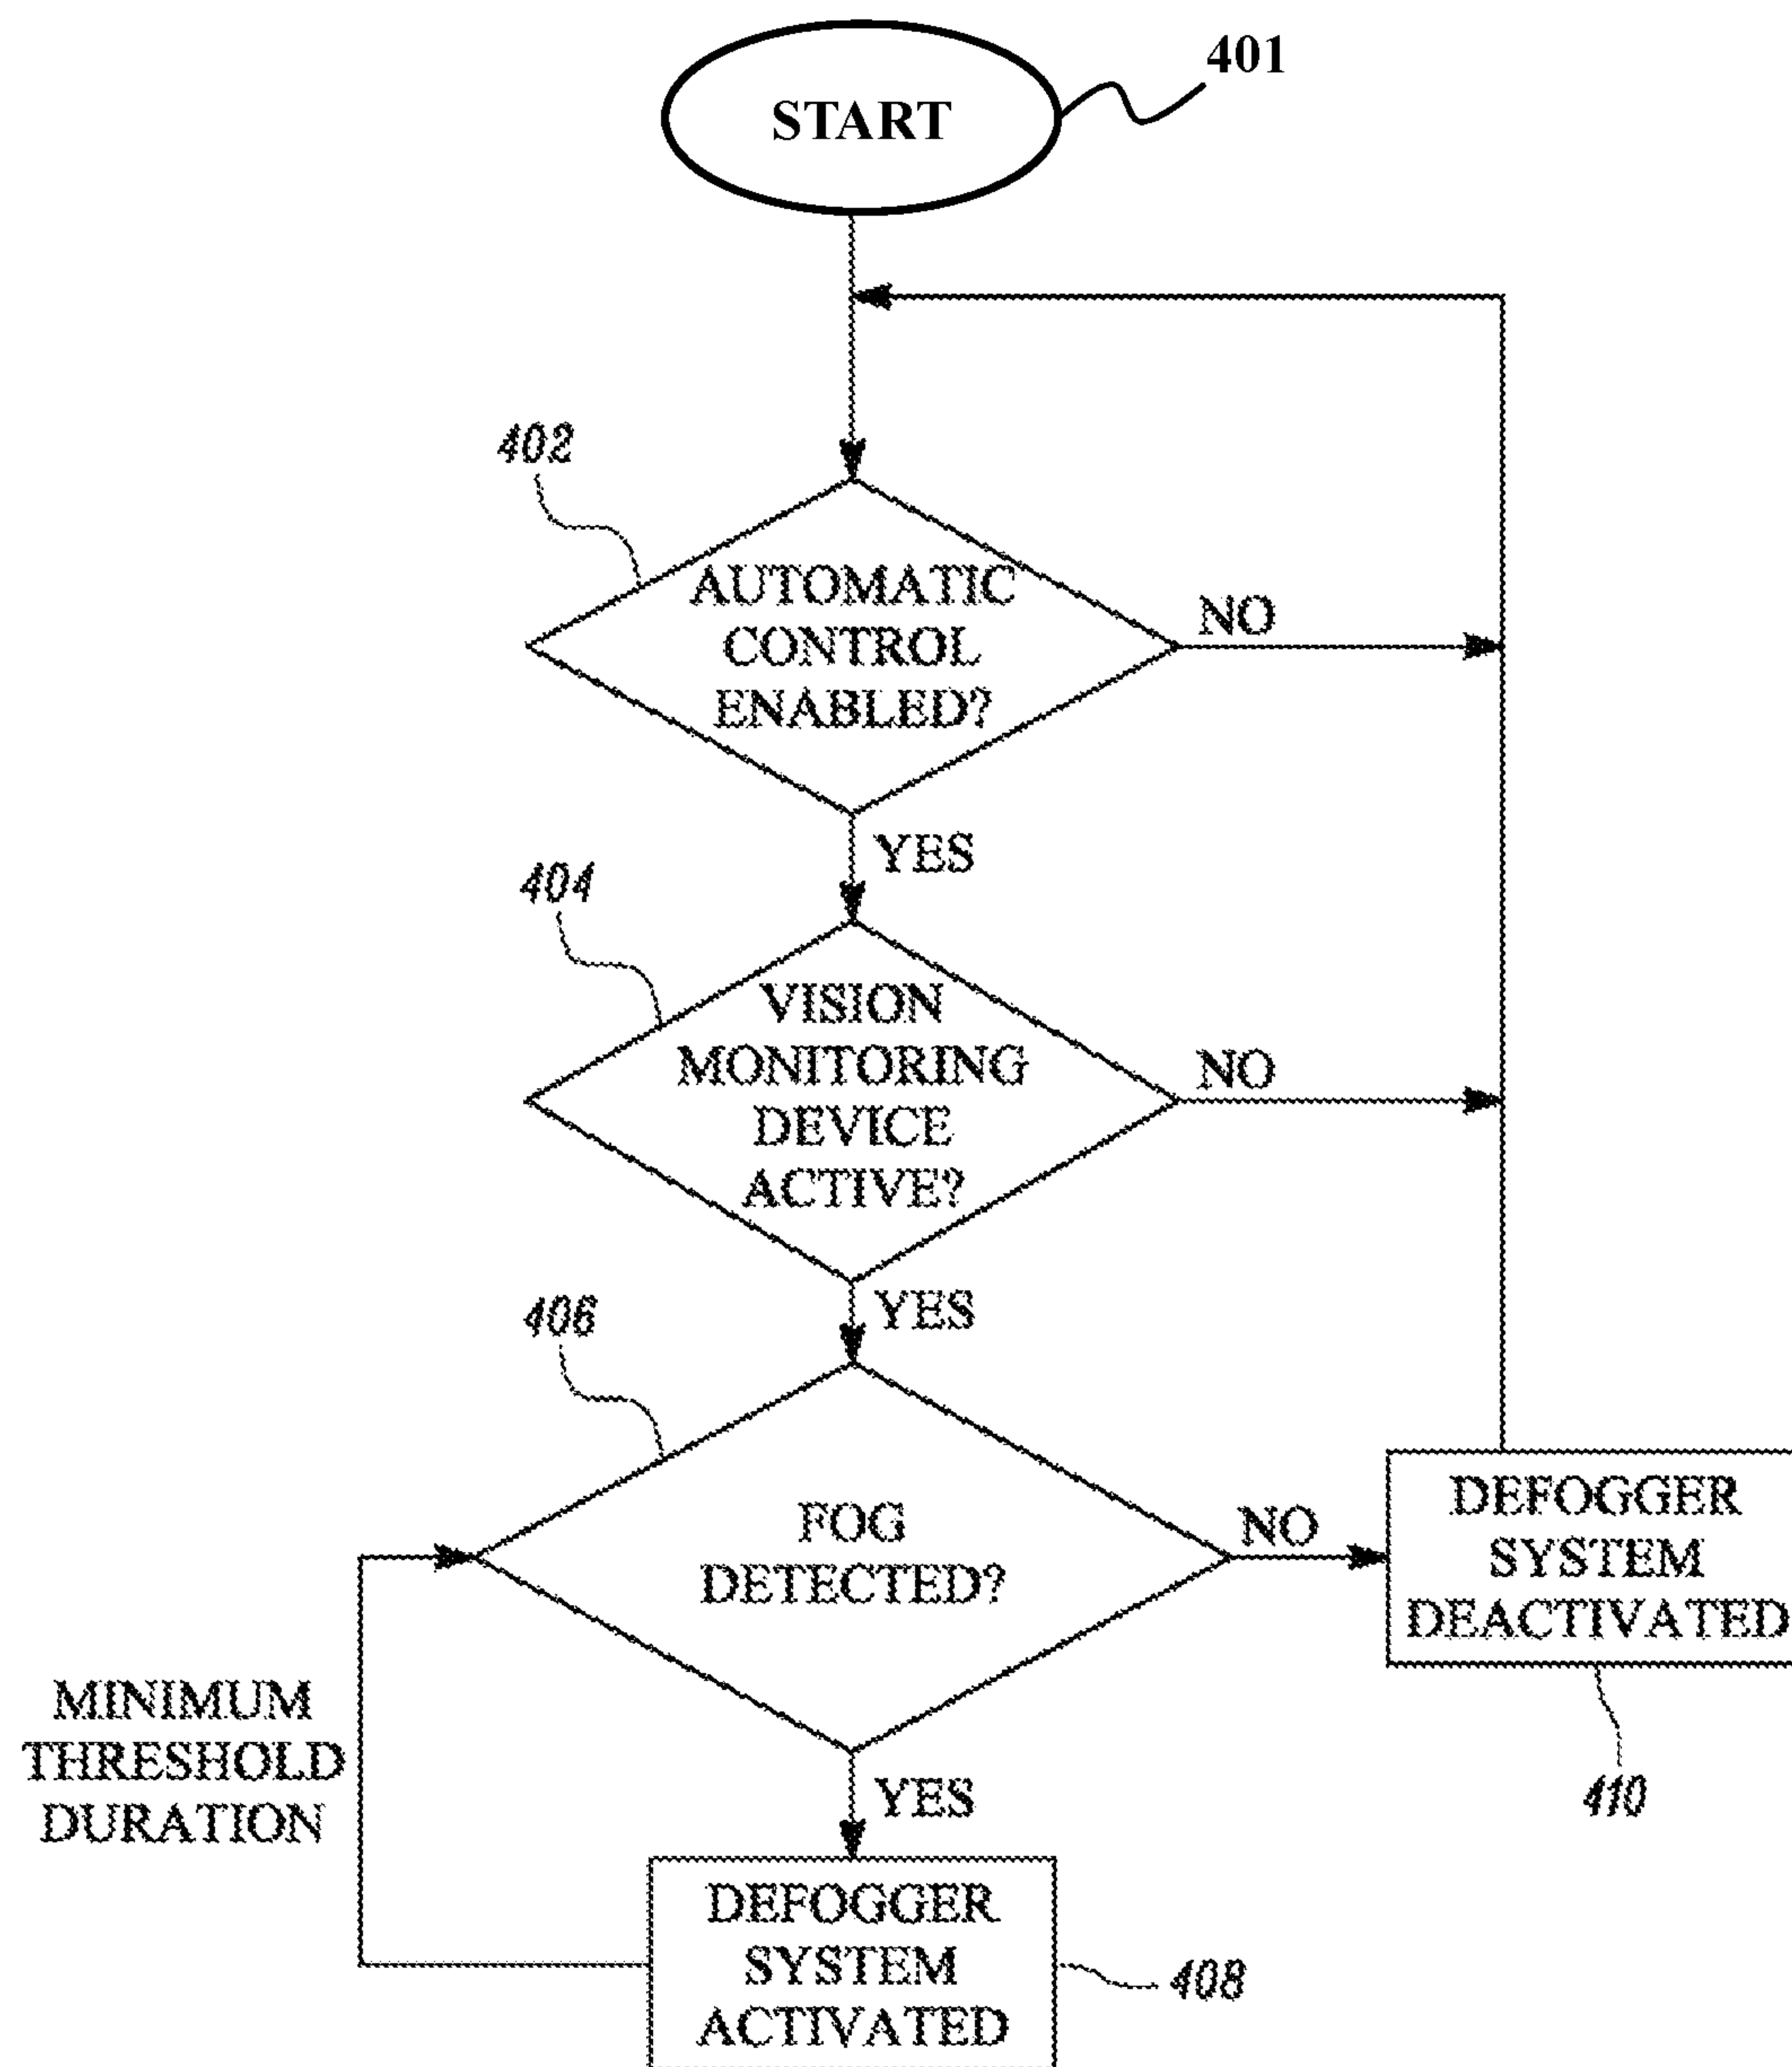 START
401
402
AUTOMATIC
CONTROL
ENABLED?
NO
YES
404
VISION
MONITORING
DEVICE
ACTIVE?
NO
YES
406
FOG
DETECTED?
NO
DEFOGGER
SYSTEM
DEACTIVATED
410
MINIMUM
THRESHOLD
DURATION
YES
DEFOGGER
SYSTEM
ACTIVATED
408